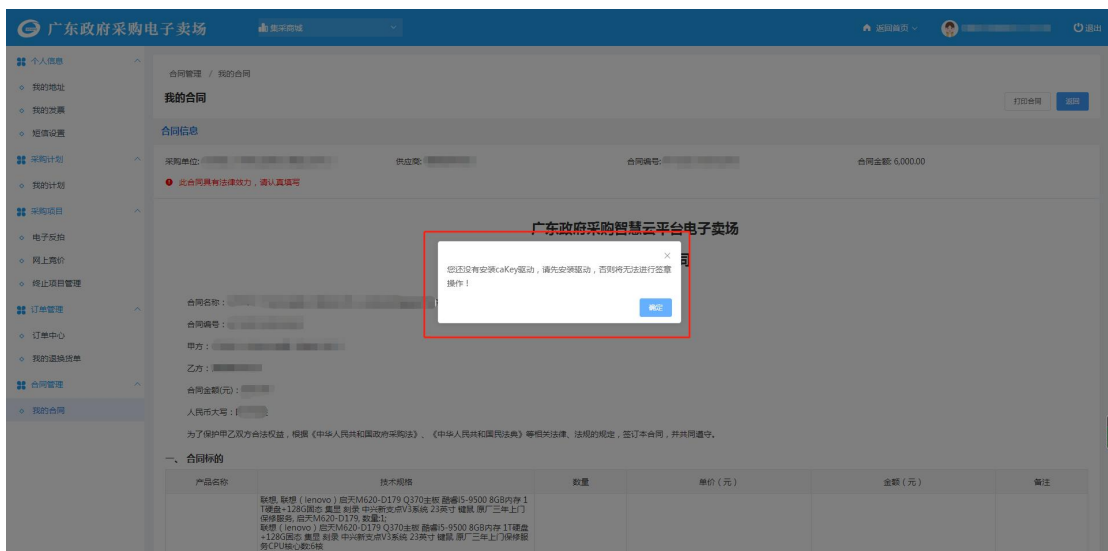 广东政府采购电子卖场
集采商城
返回首页
退出
个人信息
我的地址
我的发票
短信设置
采购计划
我的计划
采购项目
电子反拍
网上竞价
终止项目管理
订单管理
订单中心
我的退换货单
合同管理
我的合同
合同管理 / 我的合同
我的合同
打印合同
返回
合同信息
采购单位:
供应商:
合同编号:
合同金额: 6,000.00
此合同具有法律效力，请认真填写
广东政府采购智慧云平台电子卖场
同
您还没有安装caKey驱动，请先安装驱动，否则将无法进行签章
操作！
确定
合同名称：
合同编号：
甲方：
乙方：
合同金额(元)：
人民币大写：
为了保护甲乙双方合法权益，根据《中华人民共和国政府采购法》、《中华人民共和国民法典》等相关法律、法规的规定，签订本合同，并共同遵守。
一、 合同标的
产品名称
技术规格
数量
单价（元）
金额（元）
备注
联想, 联想（lenovo）启天M620-D179 Q370主板 酷睿I5-9500 8GB内存 1
T硬盘+128G固态 集显 刻录 中兴新支点V3系统 23英寸 键鼠 原厂三年上门
保修服务, 启天M620-D179, 数量:1;
联想（lenovo）启天M620-D179 Q370主板 酷睿I5-9500 8GB内存 1T硬盘
+128G固态 集显 刻录 中兴新支点V3系统 23英寸 键鼠 原厂三年上门保修服
务CPU核心数:6核